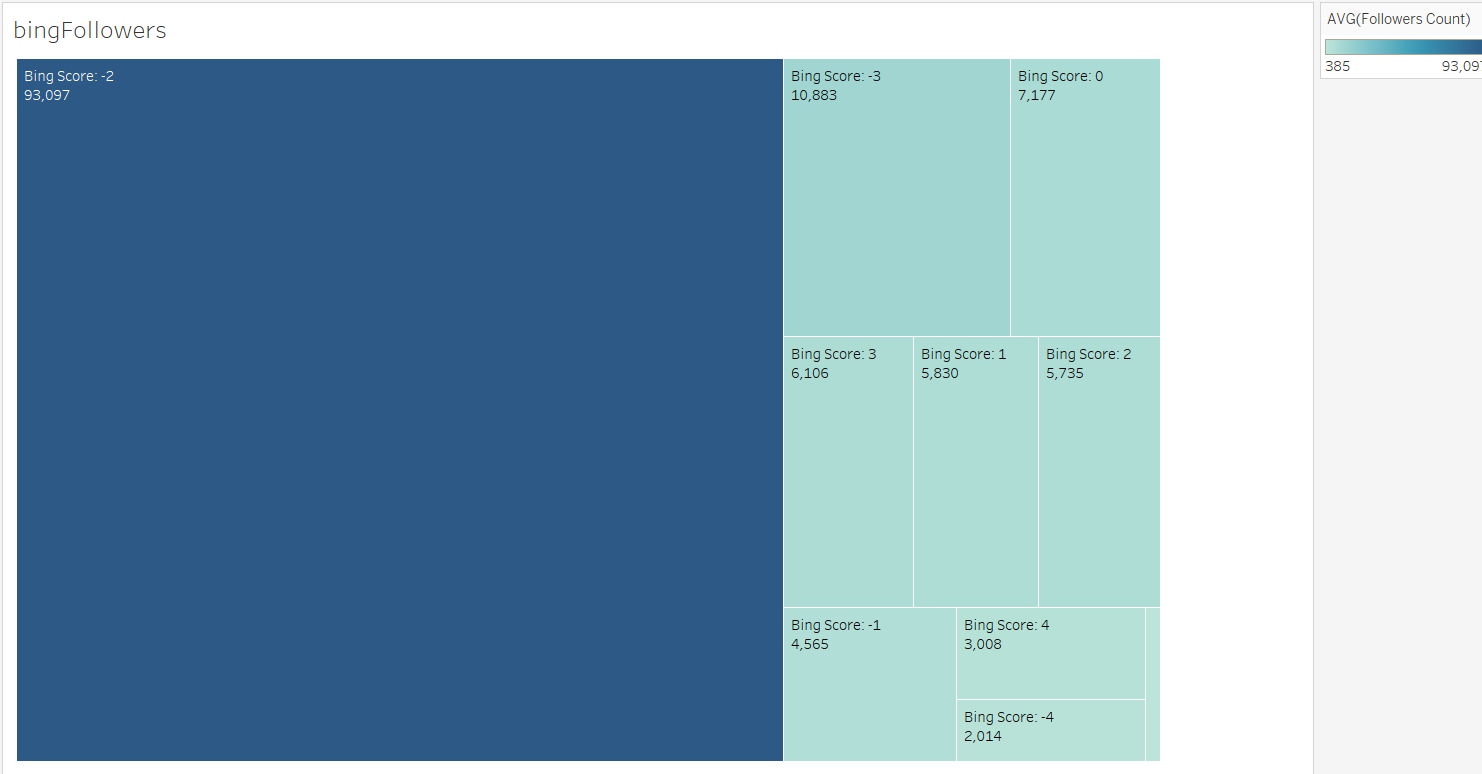 bingFollowers
Bing Score: -2
93,097
Bing Score: -3
10,883
Bing Score: 0
7,177
Bing Score: 3
6,106
Bing Score: 1
5,830
Bing Score: 2
5,735
Bing Score: -1
4,565
Bing Score: 4
3,008
Bing Score: -4
2,014
AVG(Followers Count)
385
93,097